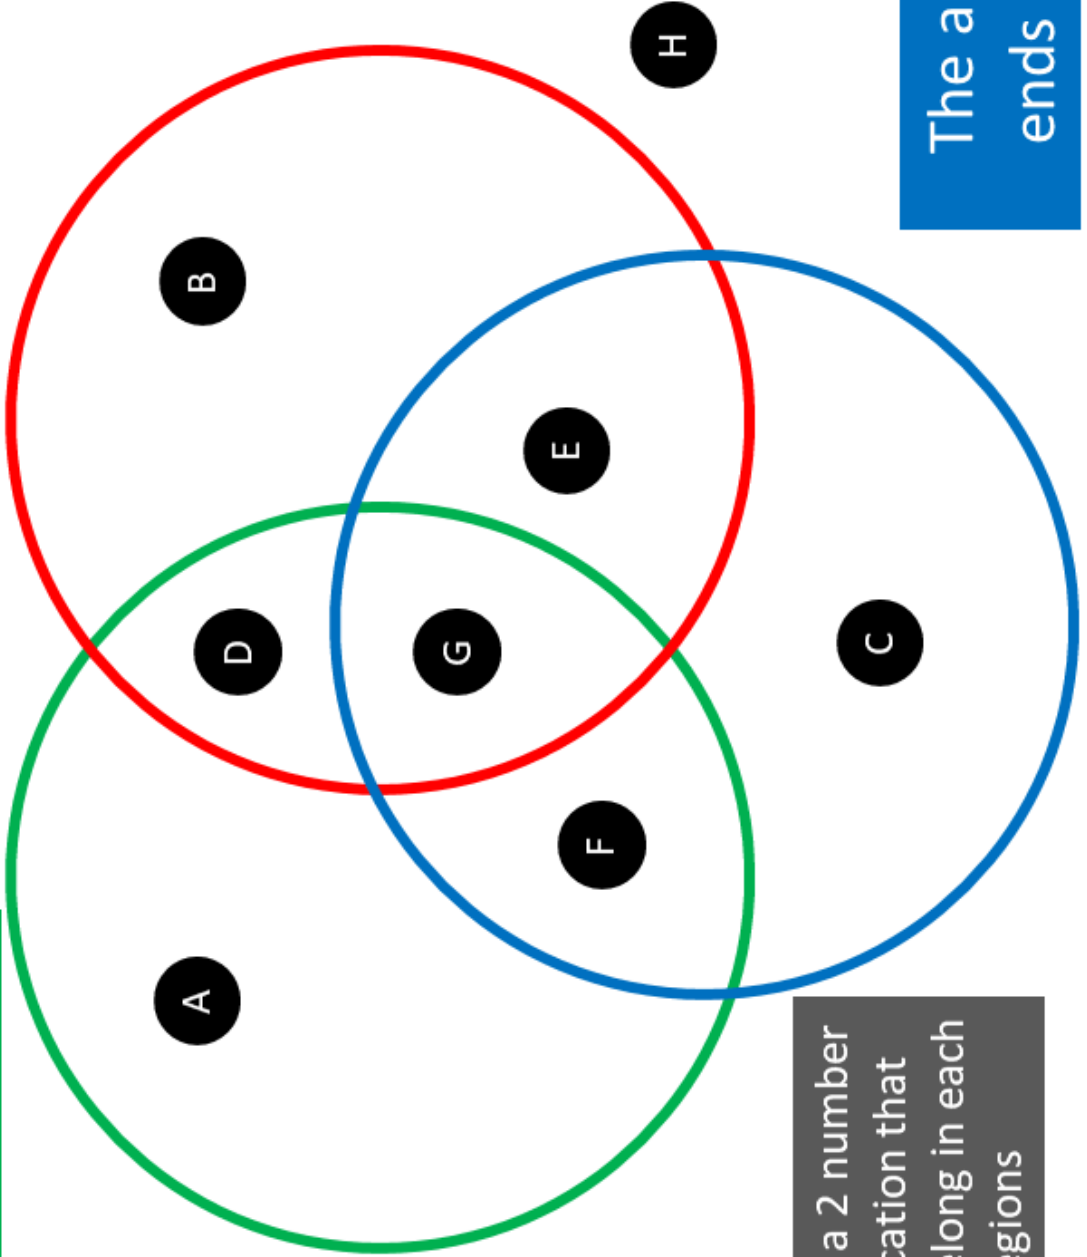 A
B
C
D
E
F
G
H
The a
ends
a 2 number
cation that
long in each
gions